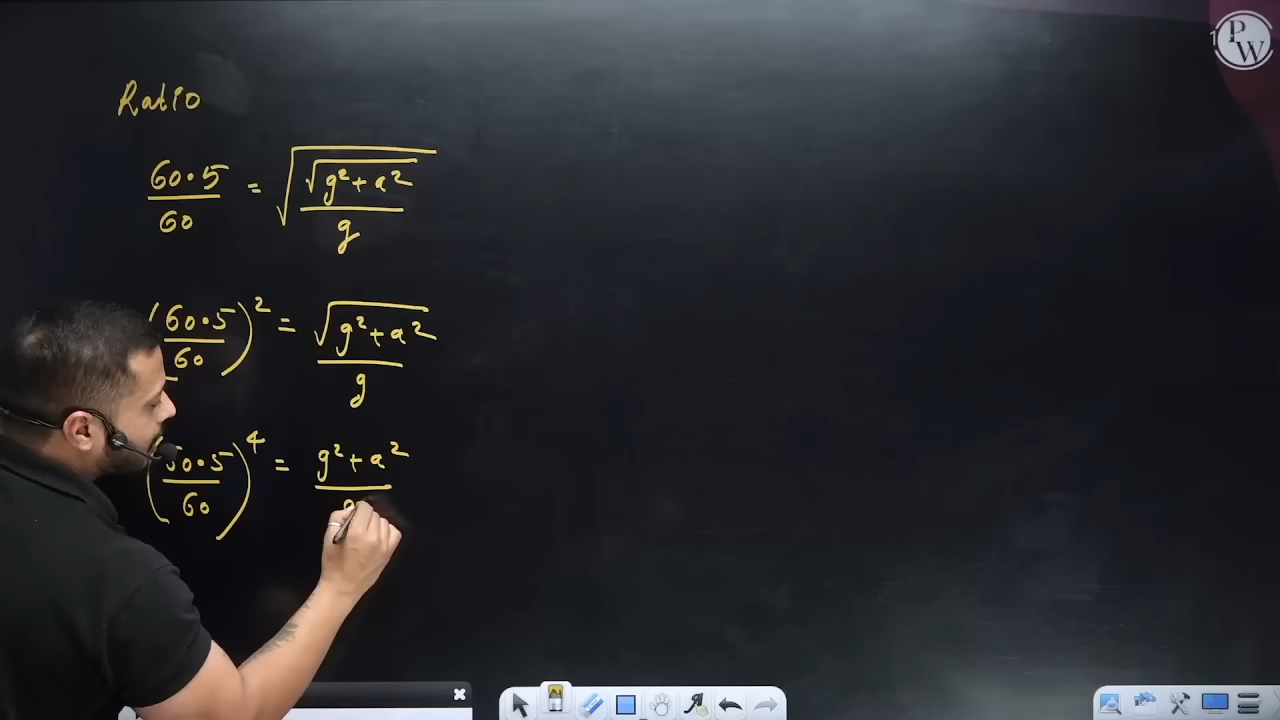 PW
Ratio
60.5/60 = √(√(g²+a²)/g)
(60.5/60)² = √(g²+a²)/g
(60.5/60)⁴ = g²+a²